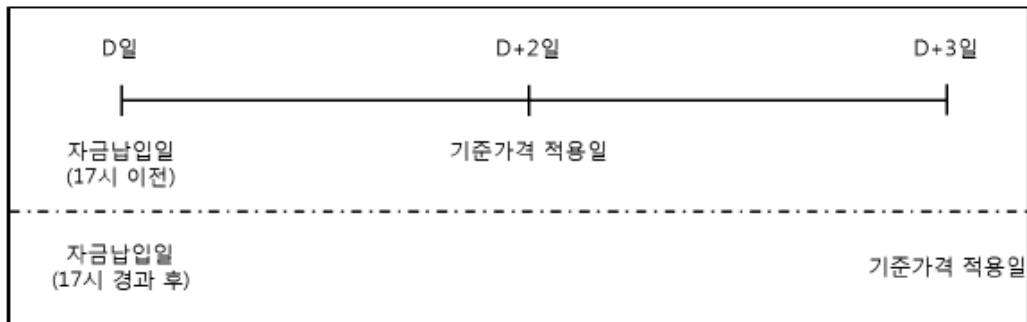 D일 D+2일 D+3일
자금납입일 기준가격 적용일
(17시 이전)
자금납입일
(17시 경과 후) 기준가격 적용일